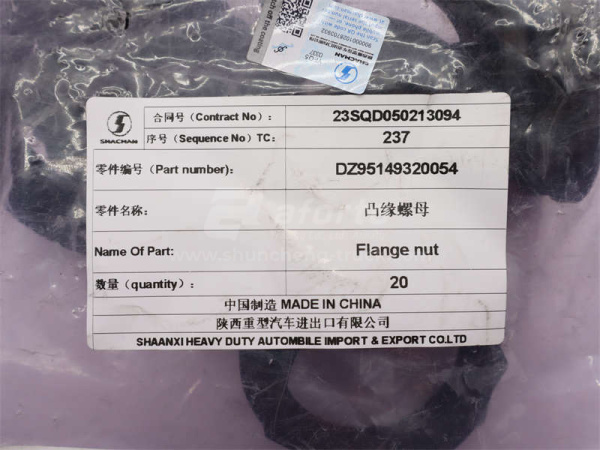 SHACMAN
合同号（Contract No）： 23SQD050213094
序号（Sequence No）TC： 237
零件编号（Part number）： DZ95149320054
零件名称： 凸缘螺母
Name Of Part: Flange nut
数量（quantity）： 20
中国制造 MADE IN CHINA
陕西重型汽车进出口有限公司
SHAANXI HEAVY DUTY AUTOMBILE IMPORT & EXPORT CO.LTD